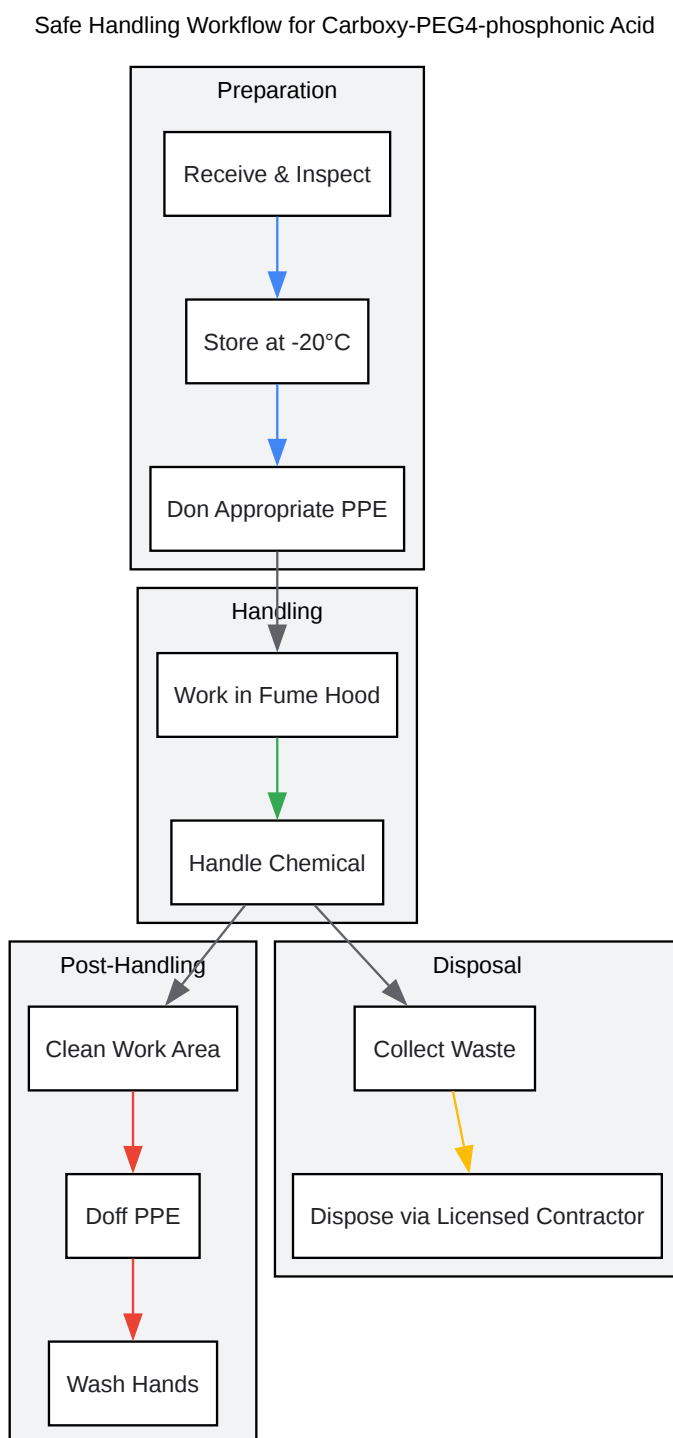 Safe Handling Workflow for Carboxy-PEG4-phosphonic Acid
Preparation
Receive & Inspect
Store at -20°C
Don Appropriate PPE
Handling
Work in Fume Hood
Handle Chemical
Post-Handling
Clean Work Area
Doff PPE
Wash Hands
Disposal
Collect Waste
Dispose via Licensed Contractor